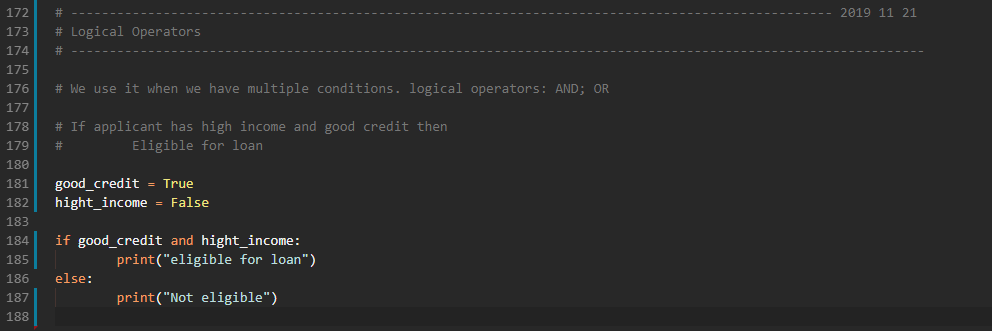 172 # --------------------------------------------------------------------------------------------------- 2019 11 21
173 # Logical Operators
174 # ---------------------------------------------------------------------------------------------------------------
175
176 # We use it when we have multiple conditions. logical operators: AND; OR
177
178 # If applicant has high income and good credit then
179 #         Eligible for loan
180
181 good_credit = True
182 hight_income = False
183
184 if good_credit and hight_income:
185         print("eligible for loan")
186 else:
187         print("Not eligible")
188